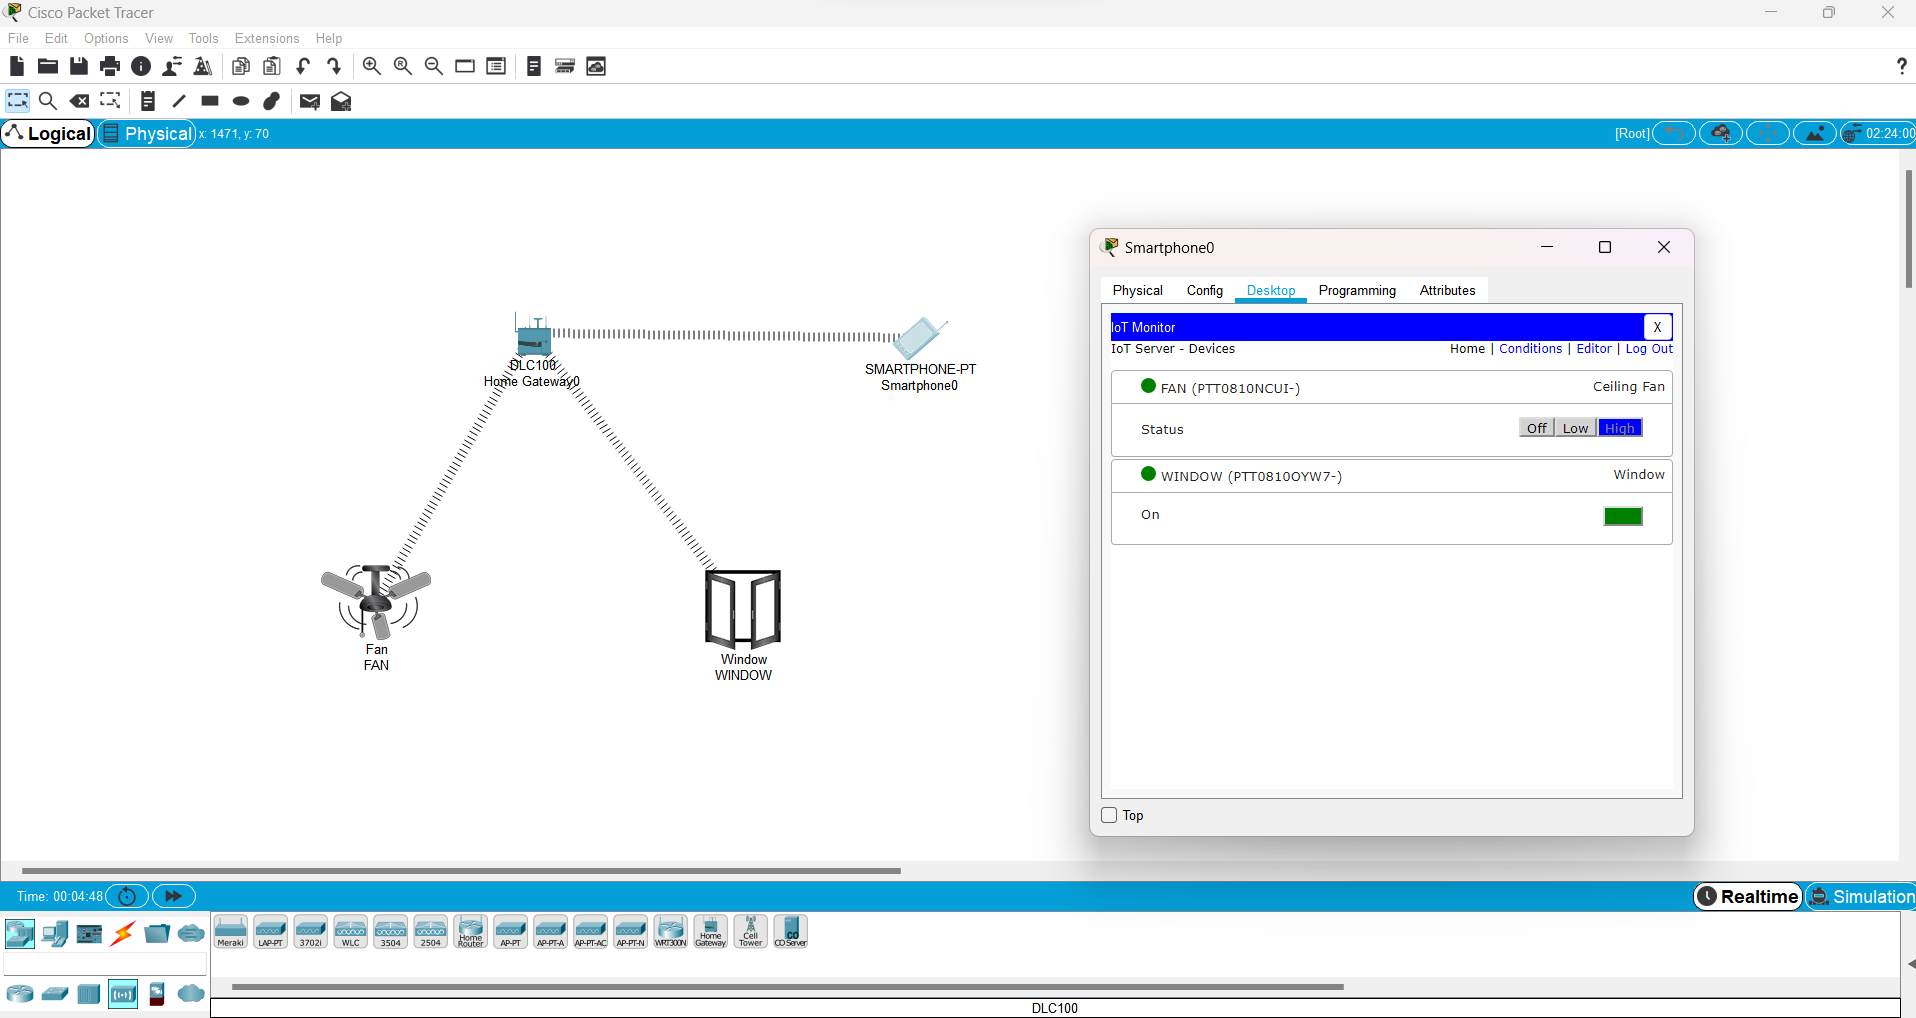 Cisco Packet Tracer
File Edit Options View Tools Extensions Help
?
Logical Physical x: 1471, y: 70 [Root] 02:24:00
Smartphone0
Physical Config Desktop Programming Attributes
IoT Monitor X
IoT Server - Devices Home | Conditions | Editor | Log Out
FAN (PTT0810NCUI-) Ceiling Fan
Status Off Low High
WINDOW (PTT0810OYW7-) Window
On
Top
DLC100
Home Gateway0
SMARTPHONE-PT
Smartphone0
Fan
FAN
Window
WINDOW
Time: 00:04:48 Realtime Simulation
Meraki LAP-PT 3702i WLC 3504 2504 Home Router AP-PT AP-PT-A AP-PT-AC AP-PT-N WRT300N Home Gateway Cell Tower CO CO Server
DLC100